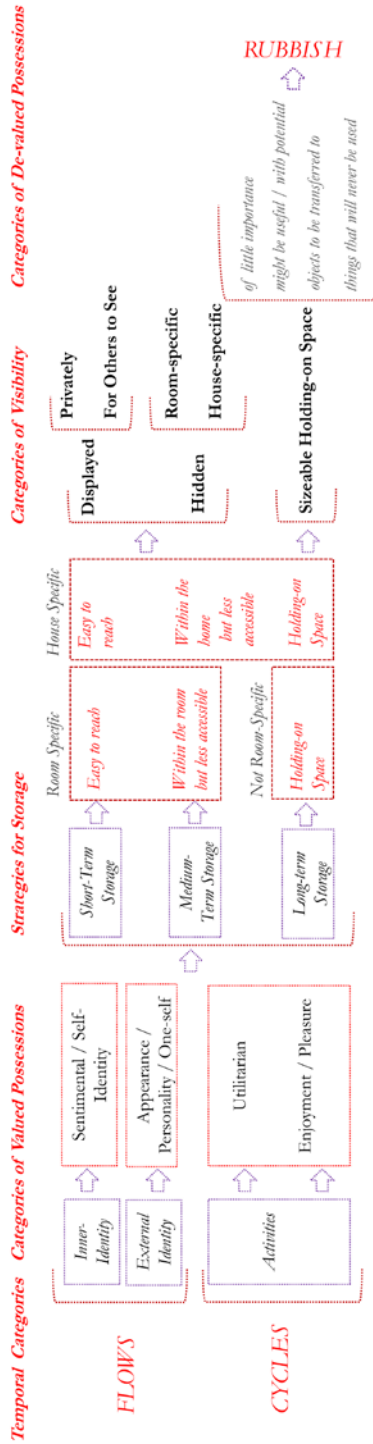 Temporal Categories
Categories of Valued Possessions
Strategies for Storage
Categories of Visibility
Categories of De-valued Possessions
FLOWS
Inner-
Identity
Sentimental / Self-
Identity
External
Identity
Appearance /
Personality / One-self
CYCLES
Activities
Utilitarian
Enjoyment / Pleasure
Short-Term
Storage
Medium-
Term Storage
Long-term
Storage
Room Specific
Easy to reach
Within the room
but less accessible
Not Room-Specific
Holding-on
Space
House Specific
Easy to
reach
Within the
home
but less
accessible
Holding-on
Space
Displayed
Privately
For Others to See
Hidden
Room-specific
House-specific
Sizeable Holding-on Space
of little importance
might be useful / with potential
objects to be transferred to
things that will never be used
RUBBISH